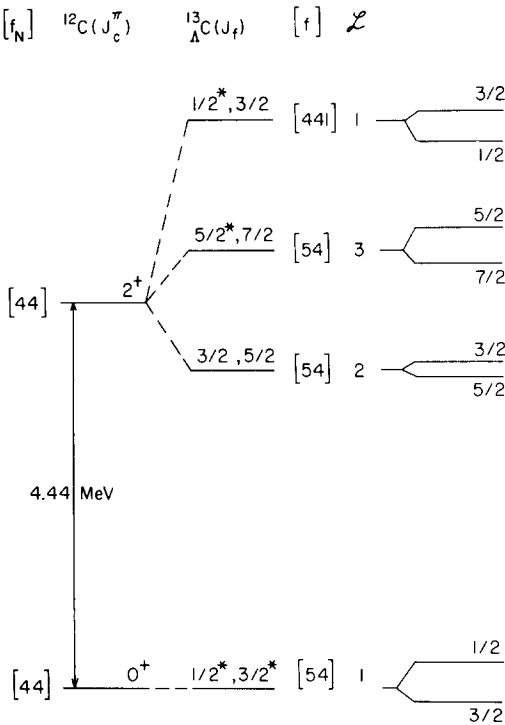 [f_N] ¹²C(J_c^π) ¹³_ΛC(J_f) [f] ℒ
1/2*, 3/2 [441] 1 3/2
1/2
5/2*, 7/2 [54] 3 5/2
7/2
[44] 2⁺
3/2, 5/2 [54] 2 3/2
5/2
4.44 MeV
[44] 0⁺ 1/2*, 3/2* [54] 1 1/2
3/2